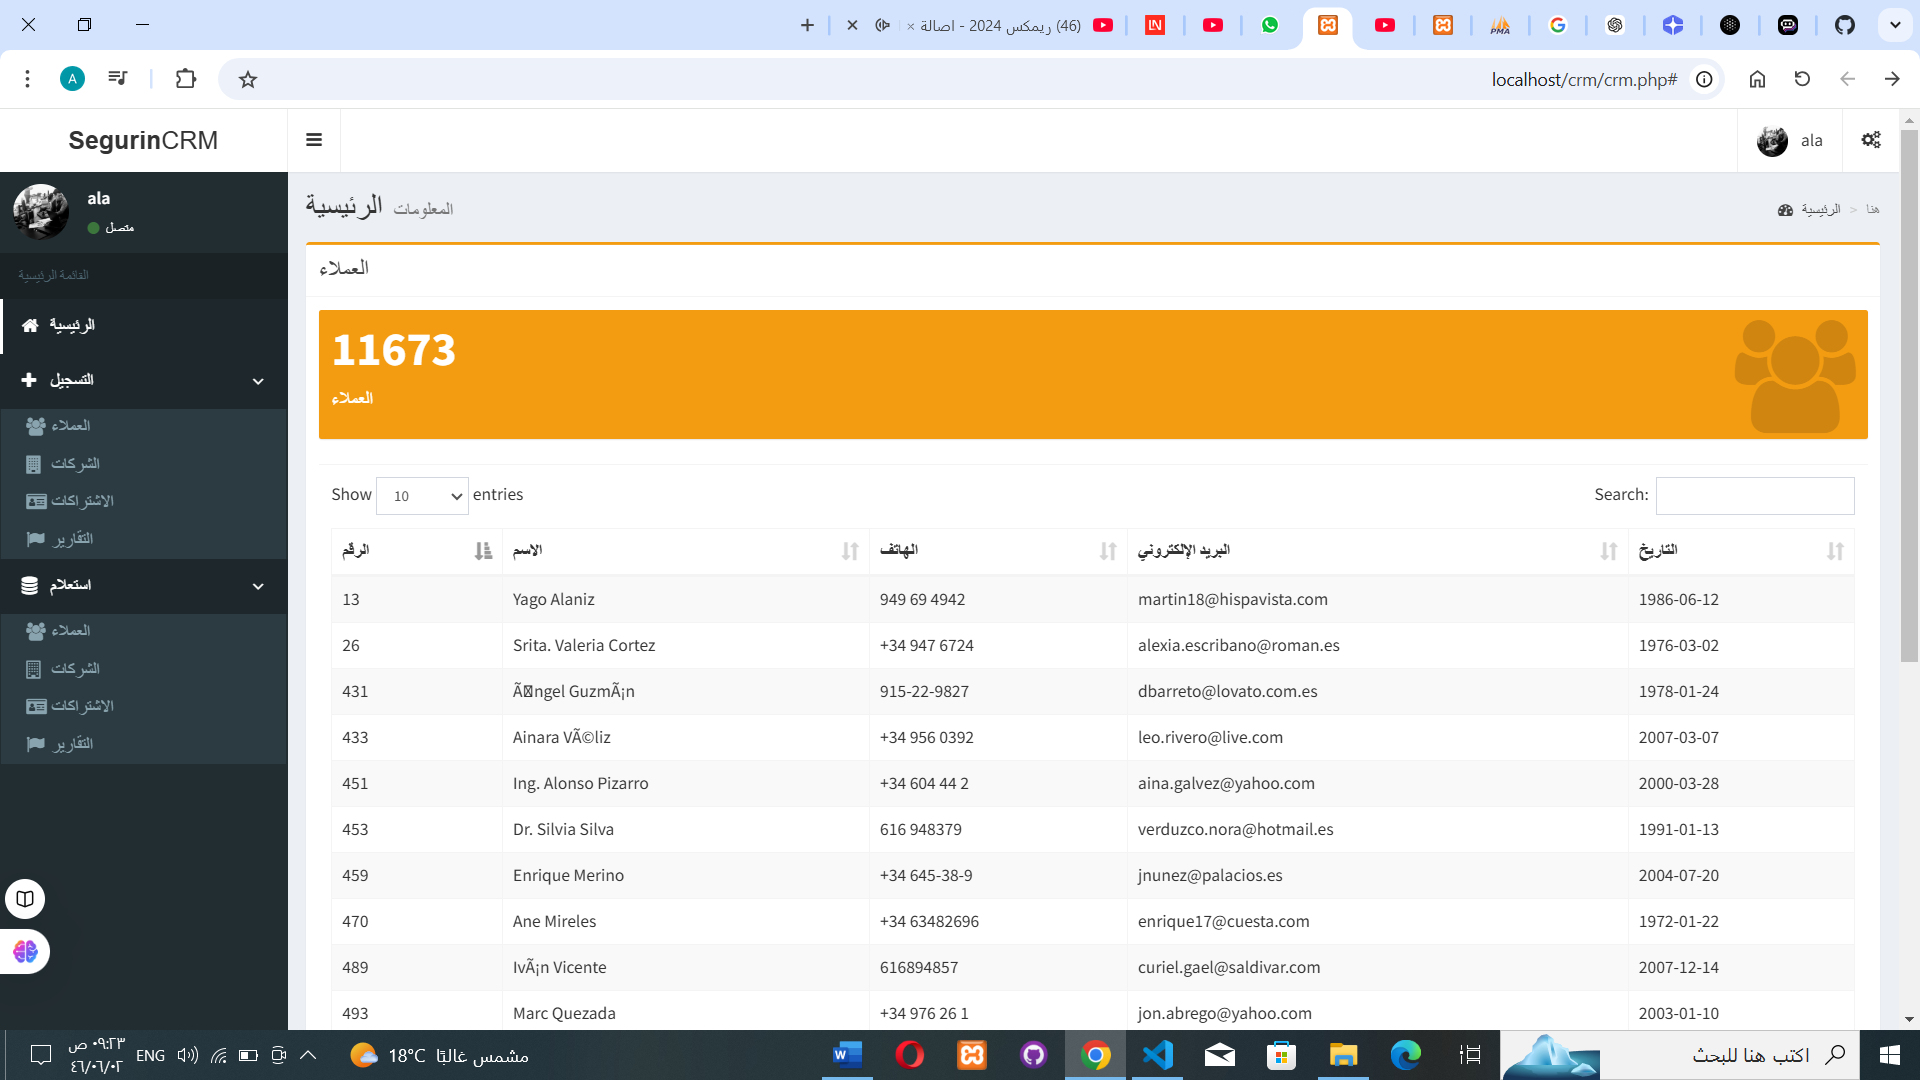 (46) ريمكس 2024 - اصالة
localhost/crm/crm.php#
A
SegurinCRM
ala
ala
متصل
القائمة الرئيسية
الرئيسية
التسجيل
العملاء
الشركات
الاشتراكات
التقارير
استعلام
العملاء
الشركات
الاشتراكات
التقارير
الرئيسية المعلومات
الرئيسية > هنا
العملاء
11673
العملاء
Show 10 entries
Search:
الرقم الاسم الهاتف البريد الإلكتروني التاريخ
13 Yago Alaniz 949 69 4942 martin18@hispavista.com 1986-06-12
26 Srita. Valeria Cortez +34 947 6724 alexia.escribano@roman.es 1976-03-02
431 Ã�ngel GuzmÃ¡n 915-22-9827 dbarreto@lovato.com.es 1978-01-24
433 Ainara VÃ©liz +34 956 0392 leo.rivero@live.com 2007-03-07
451 Ing. Alonso Pizarro +34 604 44 2 aina.galvez@yahoo.com 2000-03-28
453 Dr. Silvia Silva 616 948379 verduzco.nora@hotmail.es 1991-01-13
459 Enrique Merino +34 645-38-9 jnunez@palacios.es 2004-07-20
470 Ane Mireles +34 63482696 enrique17@cuesta.com 1972-01-22
489 IvÃ¡n Vicente 616894857 curiel.gael@saldivar.com 2007-12-14
493 Marc Quezada +34 976 26 1 jon.abrego@yahoo.com 2003-01-10
٠٩:٢٣ ص
٤٦/٠٦/٠٢
ENG
18°C مشمس غالبًا
اكتب هنا للبحث